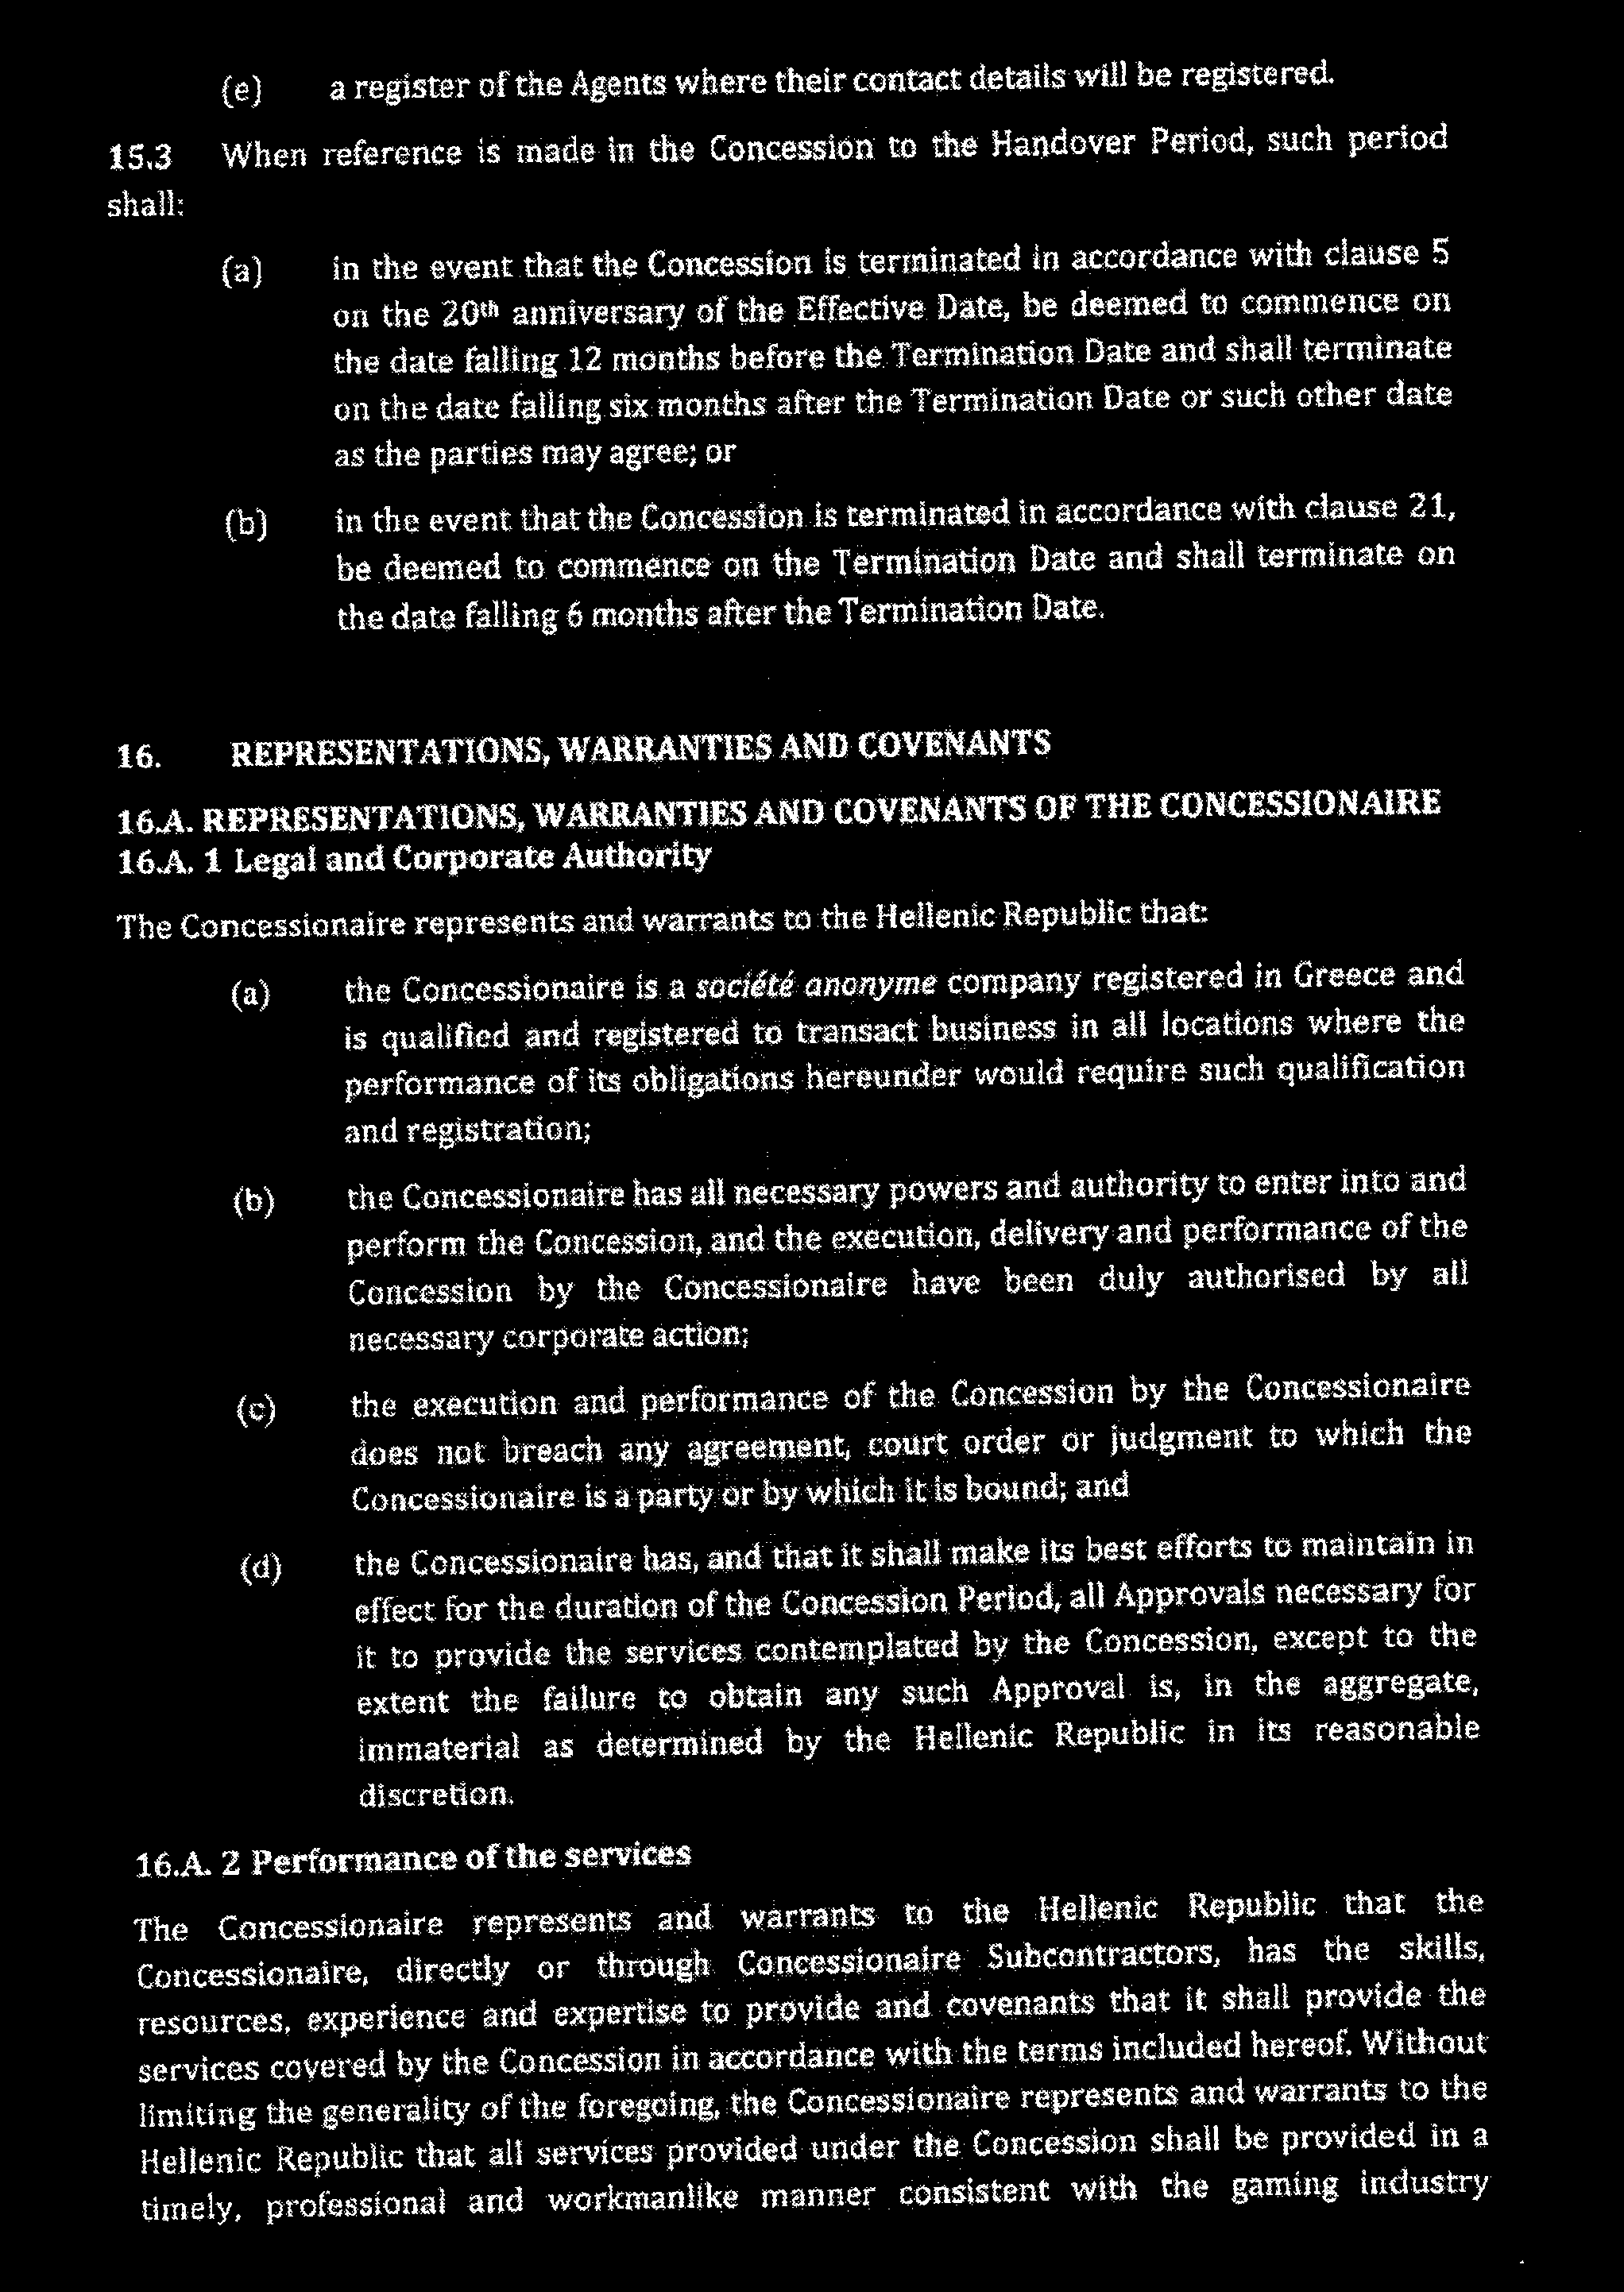 (e) a register of the Agents where their contact details will be registered.
15.3 When reference is made in the Concession to the Handover Period, such period
shall:
(a) in the event that the Concession is terminated in accordance with clause 5
on the 20th anniversary of the Effective Date, be deemed to commence on
the date falling 12 months before the Termination Date and shall terminate
on the date falling six months after the Termination Date or such other date
as the parties may agree; or
(b) in the event that the Concession is terminated in accordance with clause 21,
be deemed to commence on the Termination Date and shall terminate on
the date falling 6 months after the Termination Date.
16. REPRESENTATIONS, WARRANTIES AND COVENANTS
16.A. REPRESENTATIONS, WARRANTIES AND COVENANTS OF THE CONCESSIONAIRE
16.A. 1 Legal and Corporate Authority
The Concessionaire represents and warrants to the Hellenic Republic that:
(a) the Concessionaire is a société anonyme company registered in Greece and
is qualified and registered to transact business in all locations where the
performance of its obligations hereunder would require such qualification
and registration;
(b) the Concessionaire has all necessary powers and authority to enter into and
perform the Concession, and the execution, delivery and performance of the
Concession by the Concessionaire have been duly authorised by all
necessary corporate action;
(c) the execution and performance of the Concession by the Concessionaire
does not breach any agreement, court order or judgment to which the
Concessionaire is a party or by which it is bound; and
(d) the Concessionaire has, and that it shall make its best efforts to maintain in
effect for the duration of the Concession Period, all Approvals necessary for
it to provide the services contemplated by the Concession, except to the
extent the failure to obtain any such Approval is, in the aggregate,
immaterial as determined by the Hellenic Republic in its reasonable
discretion.
16.A. 2 Performance of the services
The Concessionaire represents and warrants to the Hellenic Republic that the
Concessionaire, directly or through Concessionaire Subcontractors, has the skills,
resources, experience and expertise to provide and covenants that it shall provide the
services covered by the Concession in accordance with the terms included hereof. Without
limiting the generality of the foregoing, the Concessionaire represents and warrants to the
Hellenic Republic that all services provided under the Concession shall be provided in a
timely, professional and workmanlike manner consistent with the gaming industry